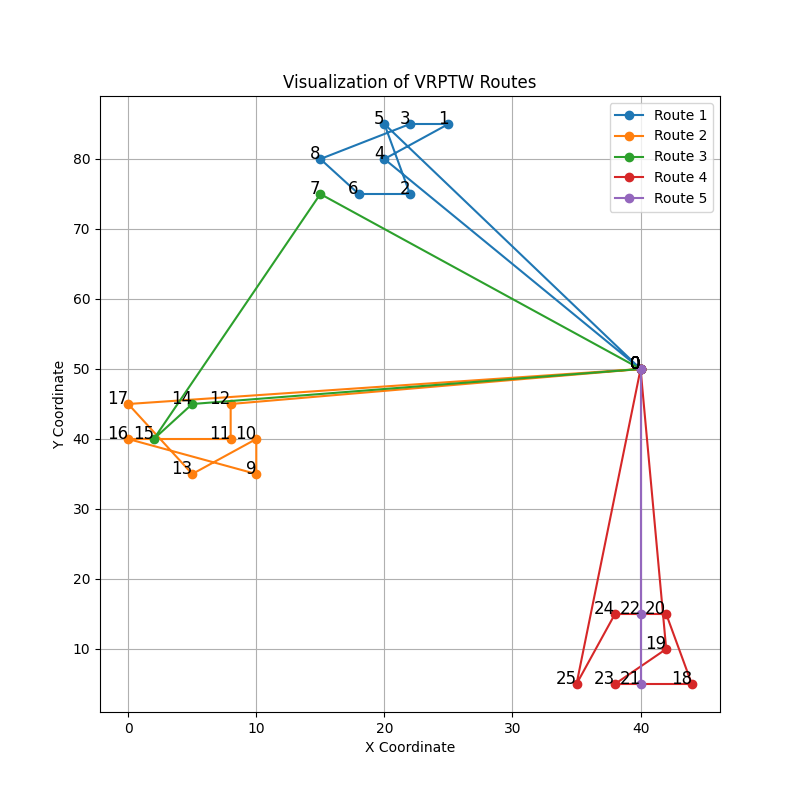 Visualization of VRPTW Routes
Route 1
Route 2
Route 3
Route 4
Route 5
5 3 1
8 4
7 6 2
0
17 14 12
16 15 11 10
13 9
24 22 20
19
25 23 21 18
80
70
60
50
40
30
20
10
Y Coordinate
0 10 20 30 40
X Coordinate